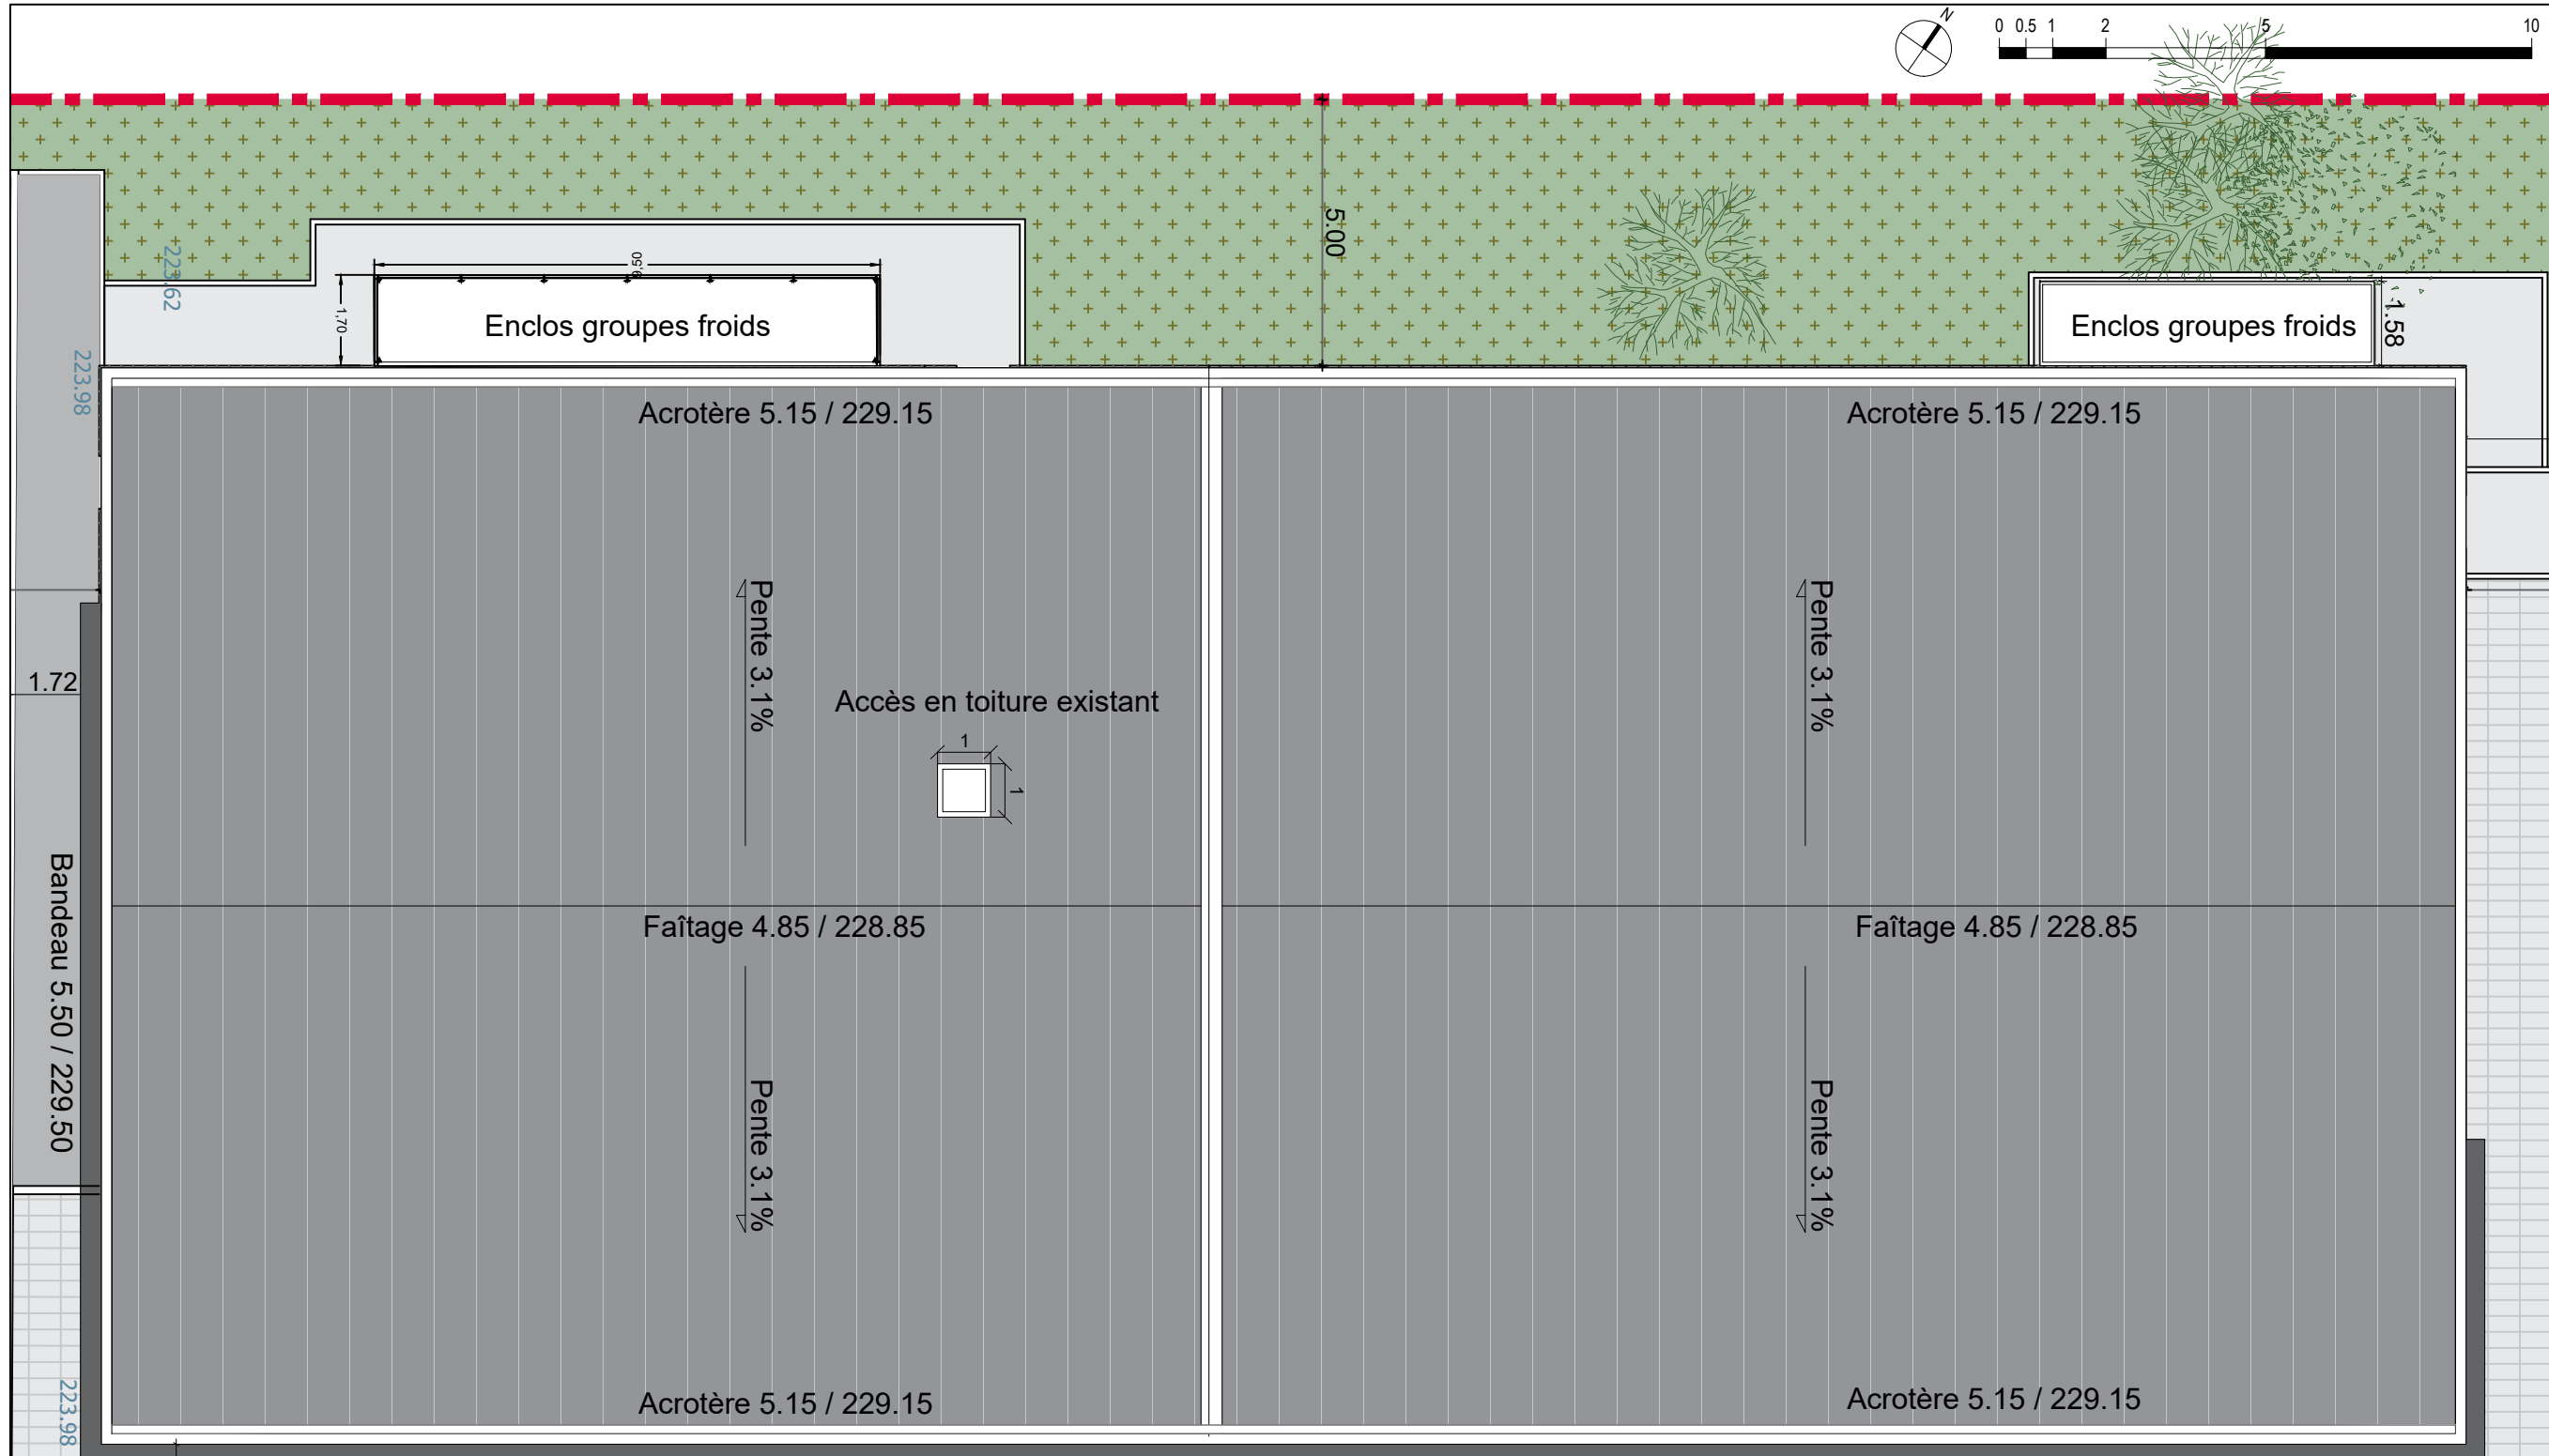 N
0 0.5 1 2 5 10
5.00
223.62
9,50
1,70
Enclos groupes froids
Enclos groupes froids
1.58
223.98
Acrotère 5.15 / 229.15
Acrotère 5.15 / 229.15
Pente 3.1%
Pente 3.1%
1.72
Accès en toiture existant
1
1
Bandeau 5.50 / 229.50
Faîtage 4.85 / 228.85
Faîtage 4.85 / 228.85
Pente 3.1%
Pente 3.1%
223.98
Acrotère 5.15 / 229.15
Acrotère 5.15 / 229.15